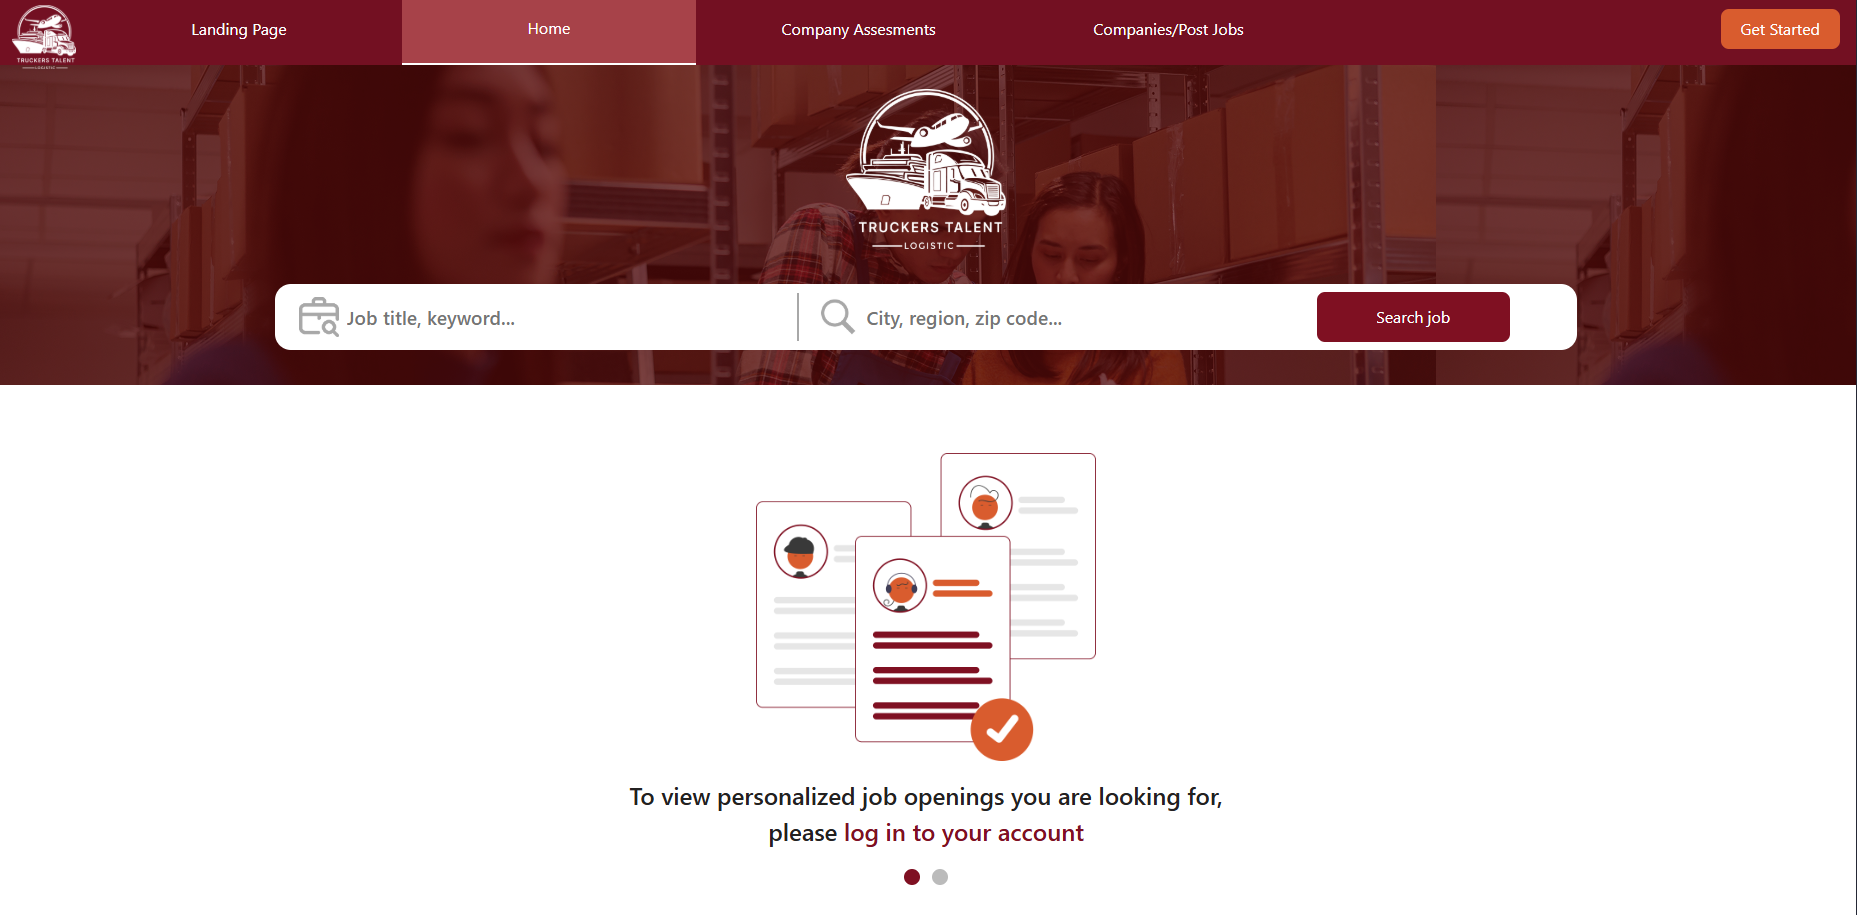 TRUCKERS TALENT
LOGISTIC
Landing Page
Home
Company Assesments
Companies/Post Jobs
Get Started
TRUCKERS TALENT
LOGISTIC
Job title, keyword...
City, region, zip code...
Search job
To view personalized job openings you are looking for,
please log in to your account